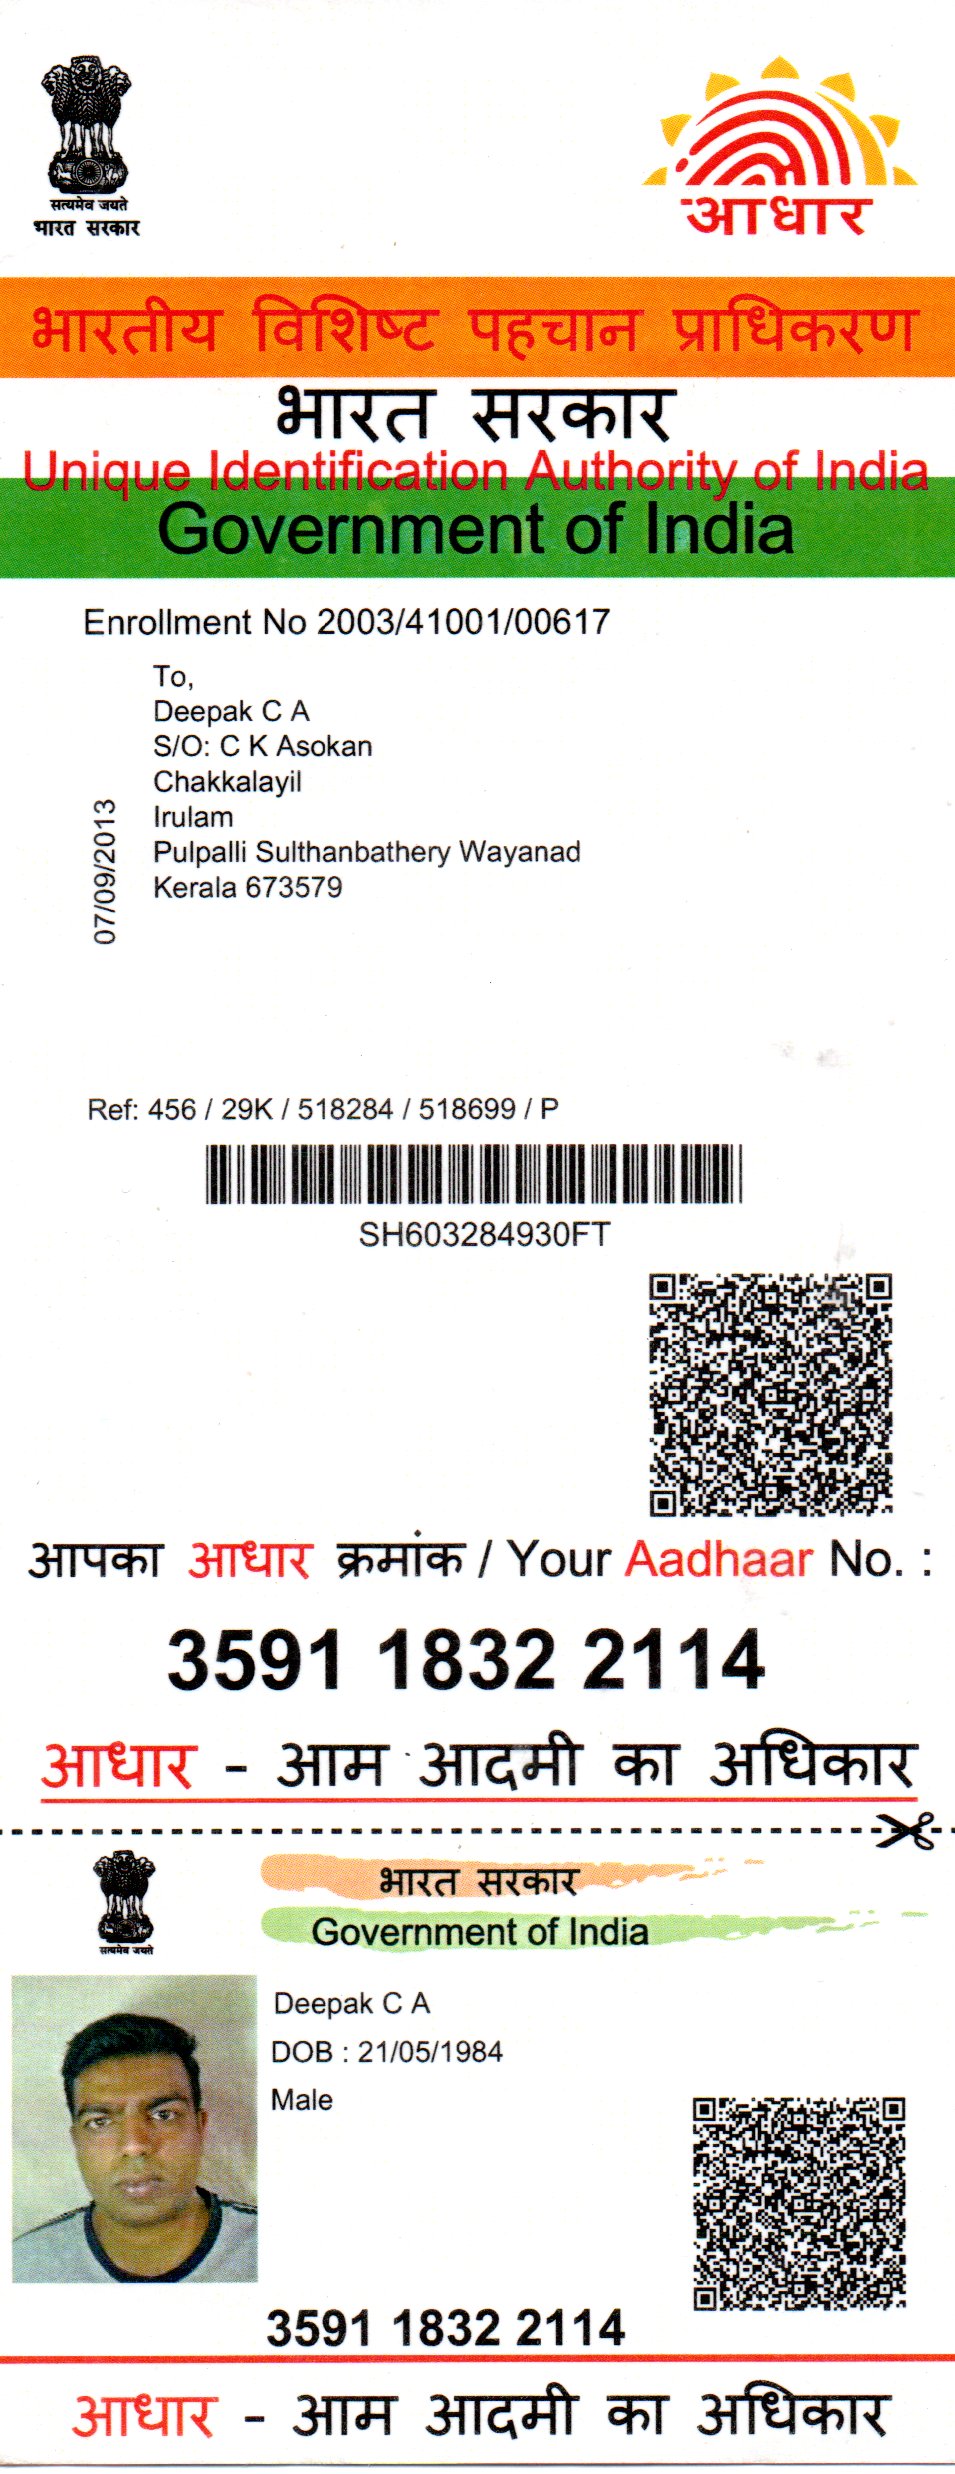 सत्यमेव जयते
भारत सरकार
आधार
भारतीय विशिष्ट पहचान प्राधिकरण
भारत सरकार
Unique Identification Authority of India
Government of India
Enrollment No 2003/41001/00617
To,
Deepak C A
S/O: C K Asokan
Chakkalayil
Irulam
Pulpalli Sulthanbathery Wayanad
Kerala 673579
07/09/2013
Ref: 456 / 29K / 518284 / 518699 / P
SH603284930FT
आपका आधार क्रमांक / Your Aadhaar No. :
3591 1832 2114
आधार - आम आदमी का अधिकार
सत्यमेव जयते
भारत सरकार
Government of India
Deepak C A
DOB : 21/05/1984
Male
3591 1832 2114
आधार - आम आदमी का अधिकार